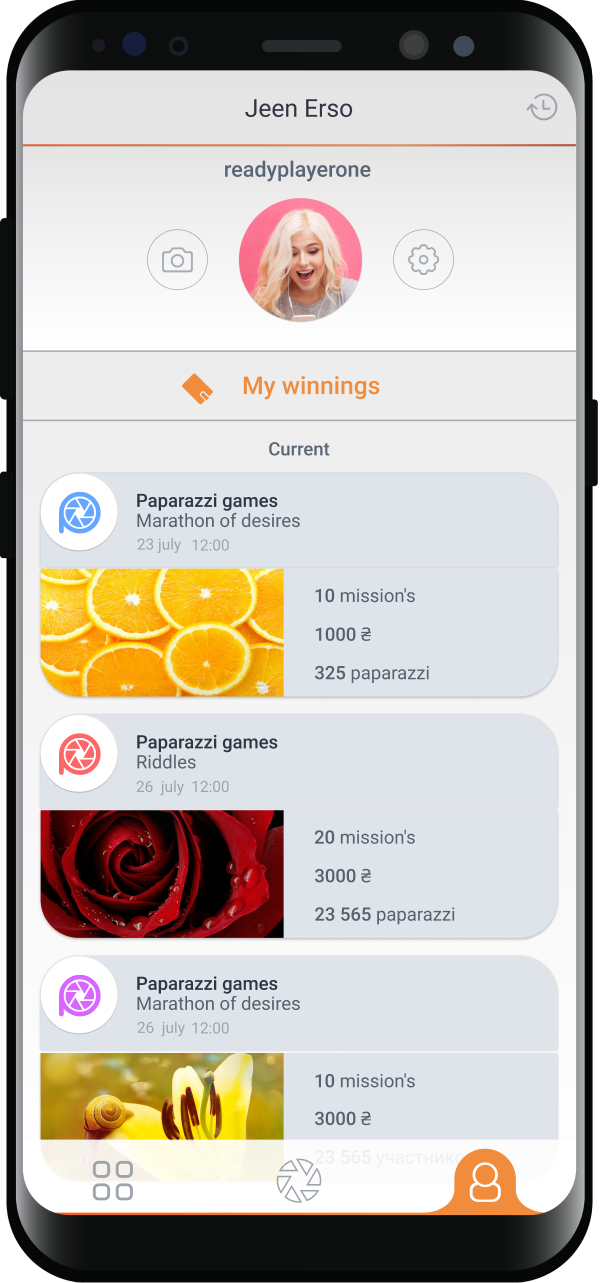 Jeen Erso
readyplayerone
My winnings
Current
Paparazzi games
Marathon of desires
23 july 12:00
10 mission's
1000 ₴
325 paparazzi
Paparazzi games
Riddles
26 july 12:00
20 mission's
3000 ₴
23 565 paparazzi
Paparazzi games
Marathon of desires
26 july 12:00
10 mission's
3000 ₴
23 565 участнико